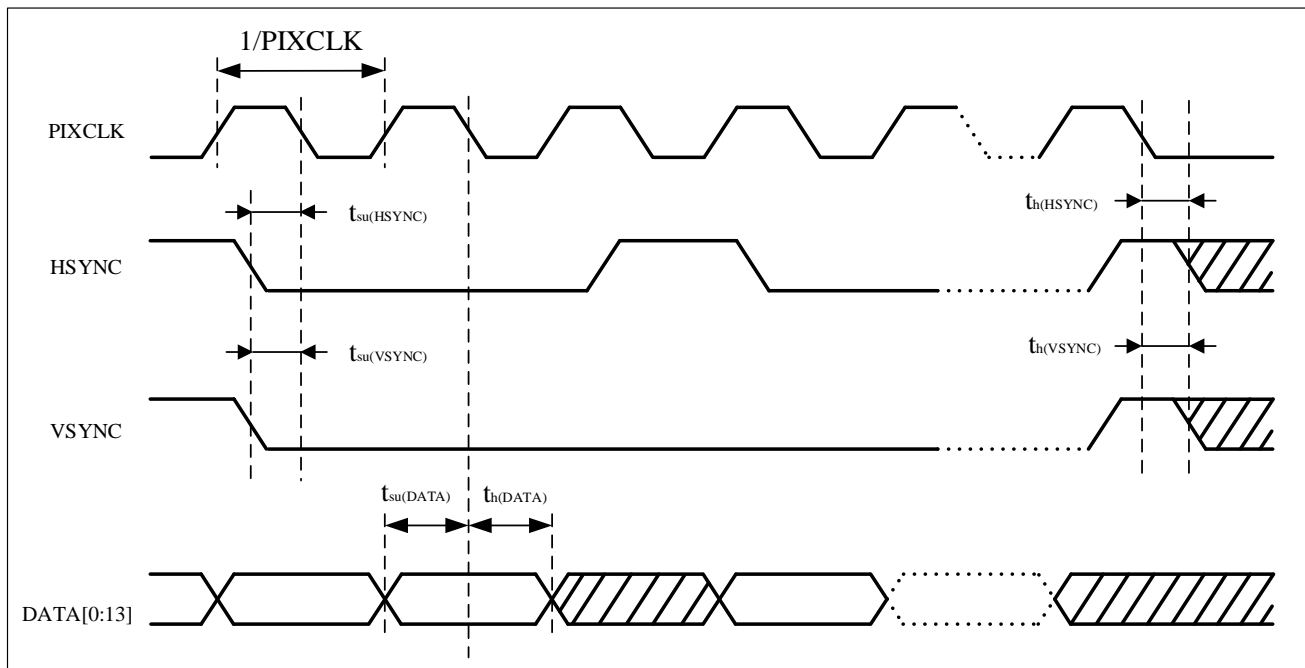 1/PIXCLK
PIXCLK
tsu(HSYNC)
th(HSYNC)
HSYNC
tsu(VSYNC)
th(VSYNC)
VSYNC
tsu(DATA) th(DATA)
DATA[0:13]